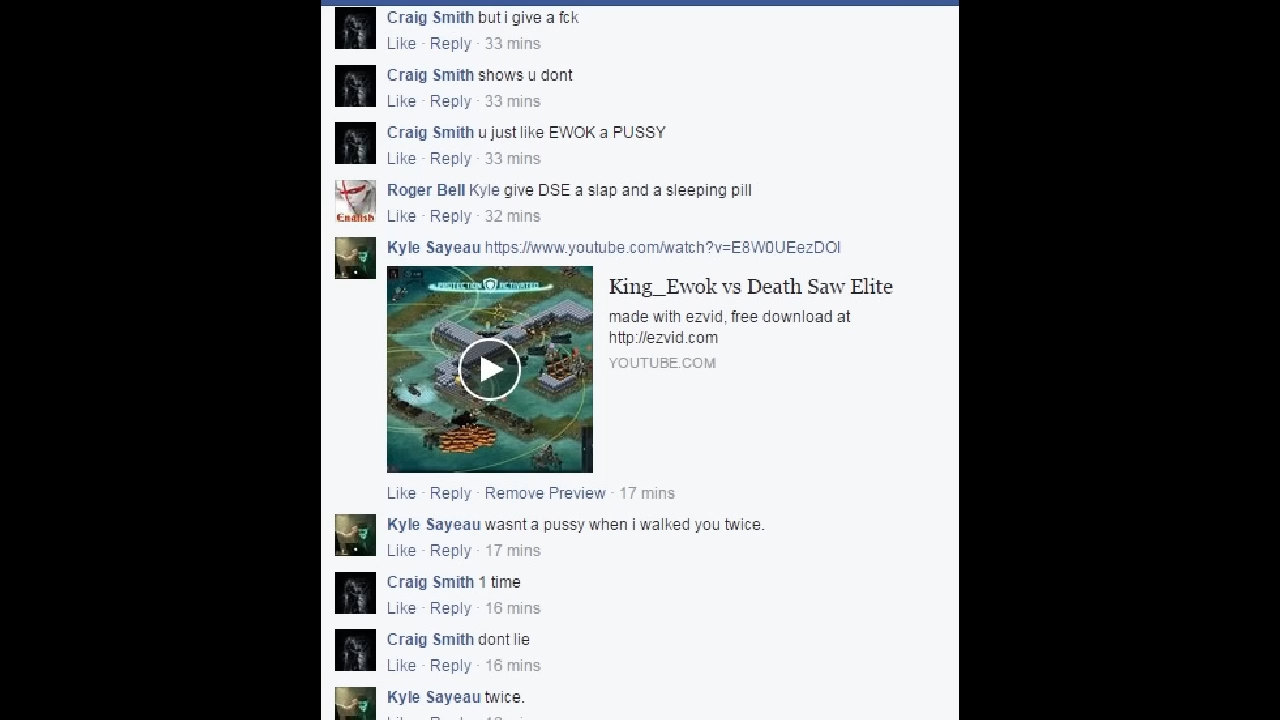 Craig Smith but i give a fck
Like · Reply · 33 mins
Craig Smith shows u dont
Like · Reply · 33 mins
Craig Smith u just like EWOK a PUSSY
Like · Reply · 33 mins
Roger Bell Kyle give DSE a slap and a sleeping pill
English
Like · Reply · 32 mins
Kyle Sayeau https://www.youtube.com/watch?v=E8W0UEezDOI
PROTECTION ACTIVATED
King_Ewok vs Death Saw Elite
made with ezvid, free download at
http://ezvid.com
YOUTUBE.COM
Like · Reply · Remove Preview · 17 mins
Kyle Sayeau wasnt a pussy when i walked you twice.
Like · Reply · 17 mins
Craig Smith 1 time
Like · Reply · 16 mins
Craig Smith dont lie
Like · Reply · 16 mins
Kyle Sayeau twice.